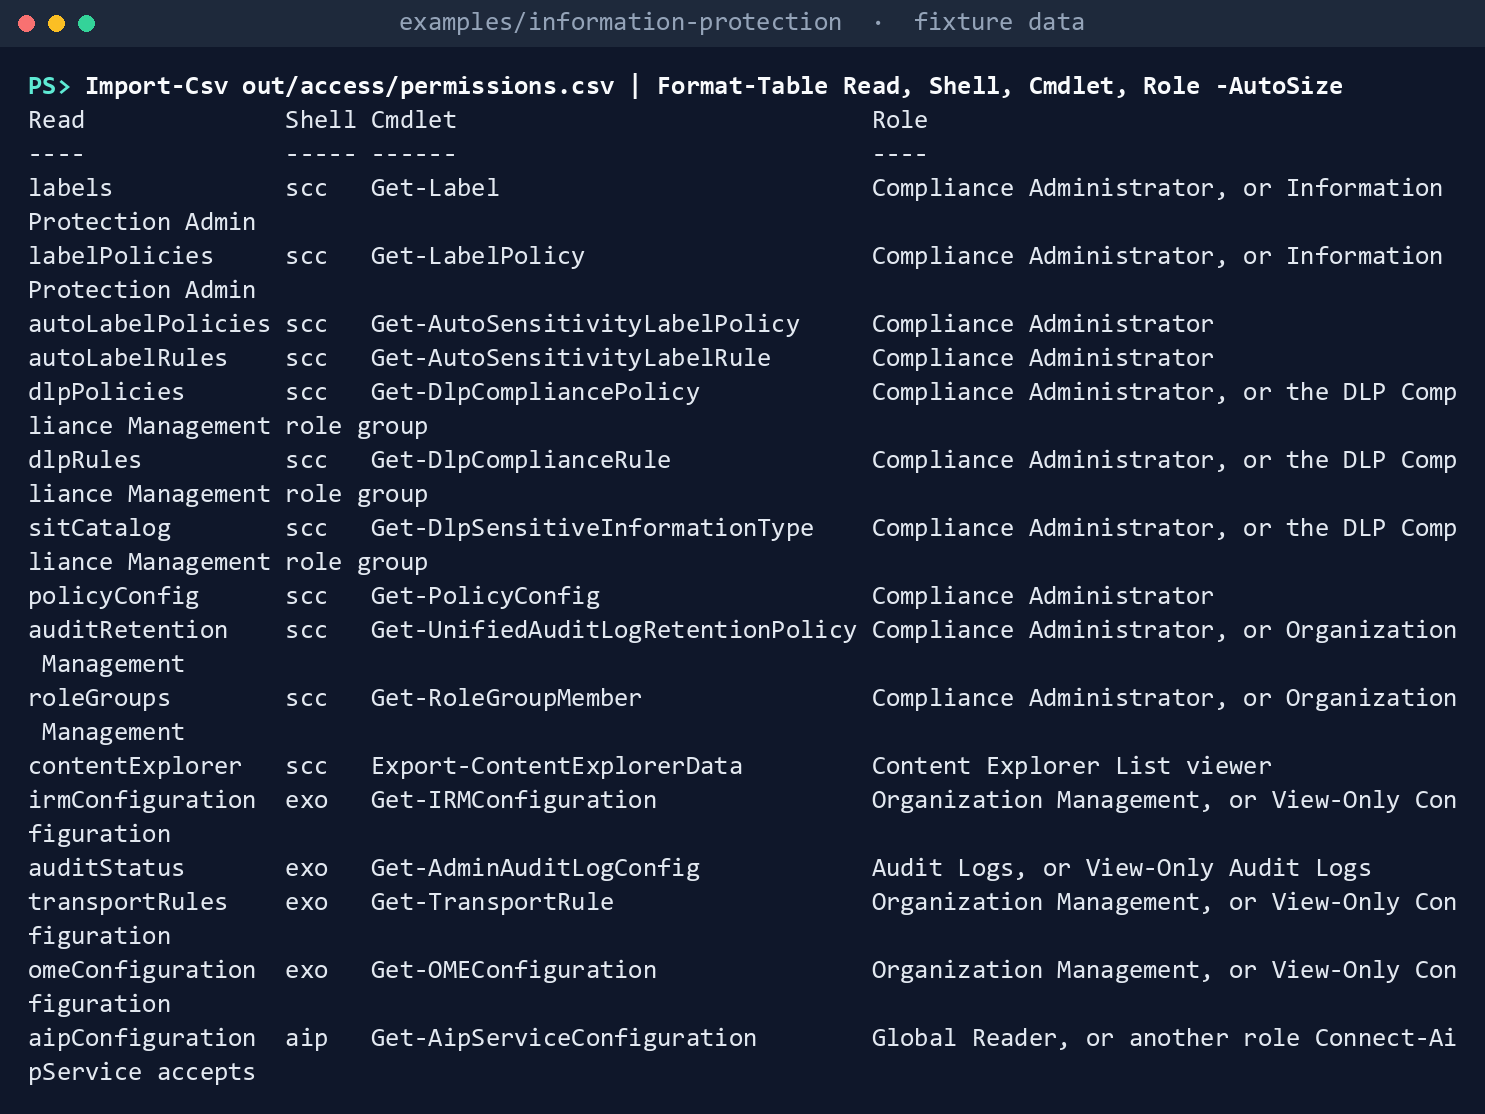 examples/information-protection · fixture data
PS> Import-Csv out/access/permissions.csv | Format-Table Read, Shell, Cmdlet, Role -AutoSize
Read              Shell Cmdlet                             Role
----              ----- ------                             ----
labels            scc   Get-Label                          Compliance Administrator, or Information
Protection Admin
labelPolicies     scc   Get-LabelPolicy                    Compliance Administrator, or Information
Protection Admin
autoLabelPolicies scc   Get-AutoSensitivityLabelPolicy     Compliance Administrator
autoLabelRules    scc   Get-AutoSensitivityLabelRule       Compliance Administrator
dlpPolicies       scc   Get-DlpCompliancePolicy            Compliance Administrator, or the DLP Comp
liance Management role group
dlpRules          scc   Get-DlpComplianceRule              Compliance Administrator, or the DLP Comp
liance Management role group
sitCatalog        scc   Get-DlpSensitiveInformationType    Compliance Administrator, or the DLP Comp
liance Management role group
policyConfig      scc   Get-PolicyConfig                   Compliance Administrator
auditRetention    scc   Get-UnifiedAuditLogRetentionPolicy Compliance Administrator, or Organization
 Management
roleGroups        scc   Get-RoleGroupMember                Compliance Administrator, or Organization
 Management
contentExplorer   scc   Export-ContentExplorerData         Content Explorer List viewer
irmConfiguration  exo   Get-IRMConfiguration               Organization Management, or View-Only Con
figuration
auditStatus       exo   Get-AdminAuditLogConfig            Audit Logs, or View-Only Audit Logs
transportRules    exo   Get-TransportRule                  Organization Management, or View-Only Con
figuration
omeConfiguration  exo   Get-OMEConfiguration               Organization Management, or View-Only Con
figuration
aipConfiguration  aip   Get-AipServiceConfiguration        Global Reader, or another role Connect-Ai
pService accepts